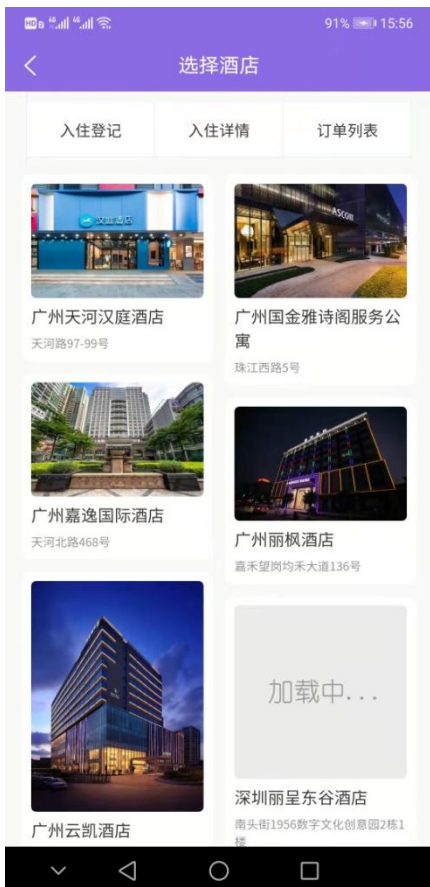 91% 15:56
选择酒店
入住登记
入住详情
订单列表
汉庭酒店
广州天河汉庭酒店
天河路97-99号
ASCOTT
广州国金雅诗阁服务公
寓
珠江西路5号
广州嘉逸国际酒店
天河北路468号
广州丽枫酒店
嘉禾望岗均禾大道136号
广州云凯酒店
加载中...
深圳丽呈东谷酒店
南头街1956数字文化创意园2栋1
楼